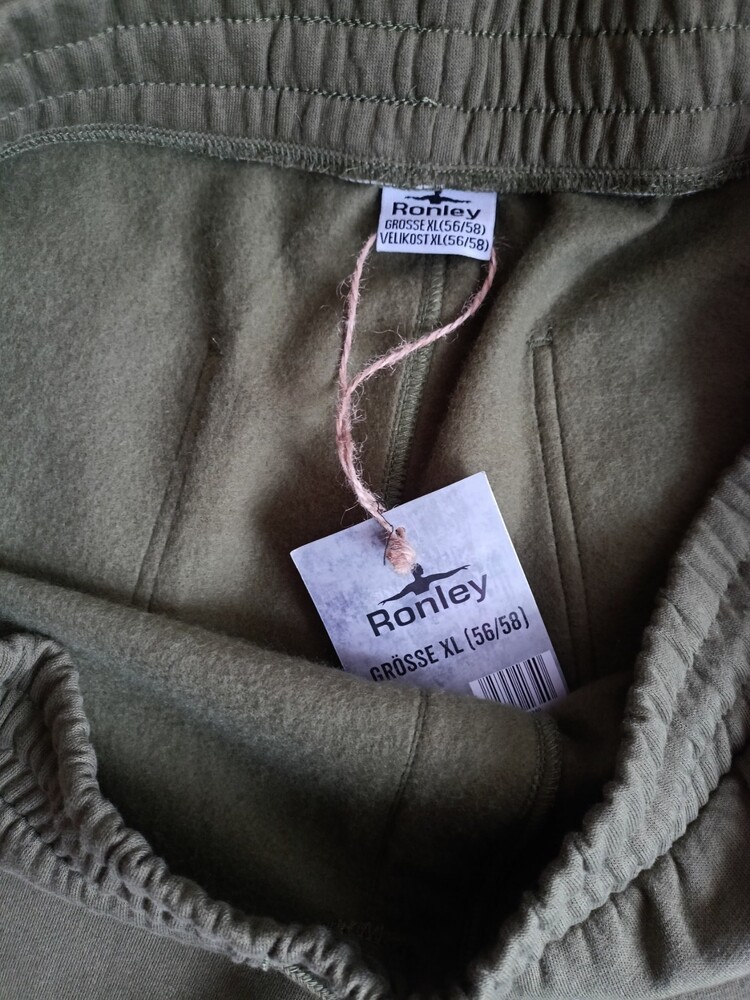 Ronley
GRÖSSE XL(56/58)
VELIKOST XL(56/58)
Ronley
GRÖSSE XL (56/58)